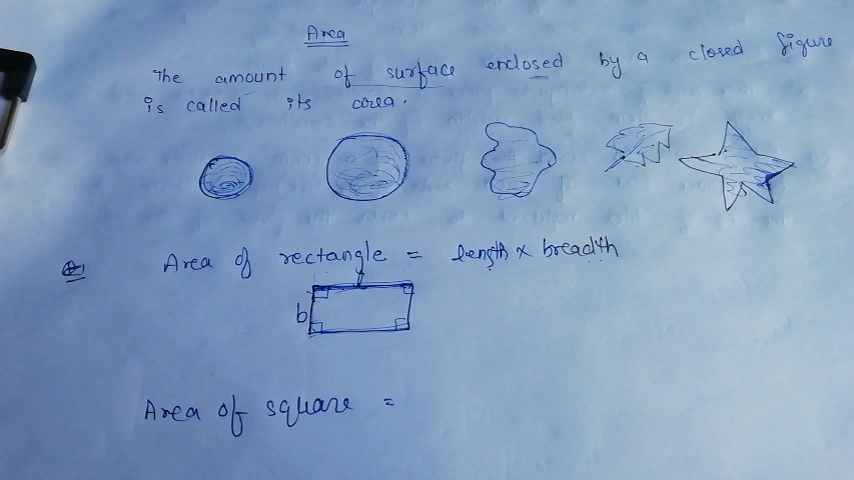 Area
The amount of surface enclosed by a closed figure
is called its area.
Area of rectangle = length x breadth
l
b
Area of square =